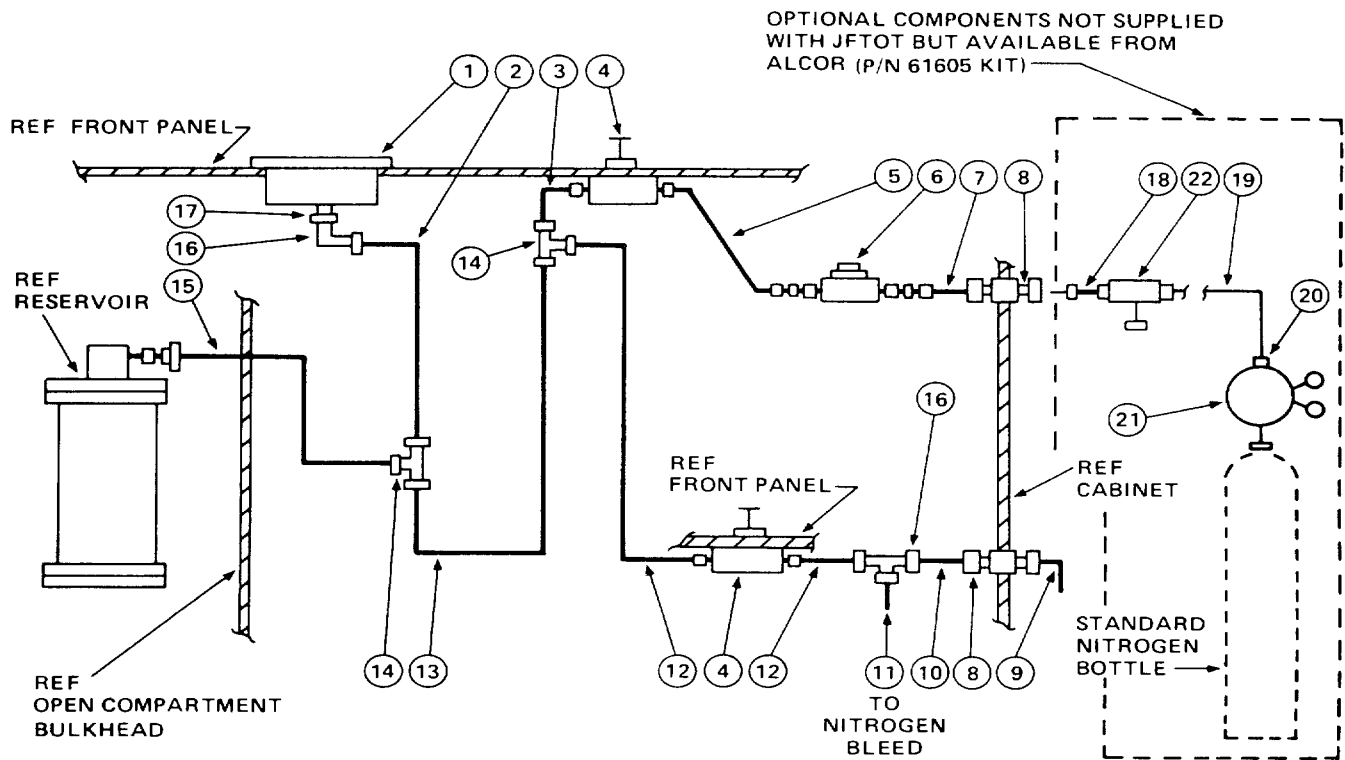 OPTIONAL COMPONENTS NOT SUPPLIED
WITH JFTOT BUT AVAILABLE FROM
ALCOR (P/N 61605 KIT)
1
2
3
4
REF FRONT PANEL
5
6
7
8
18
22
19
17
16
14
REF
RESERVOIR
15
20
21
16
REF
FRONT PANEL
REF
CABINET
14
13
12
4
12
11
10
8
9
TO
NITROGEN
BLEED
STANDARD
NITROGEN
BOTTLE
REF
OPEN COMPARTMENT
BULKHEAD